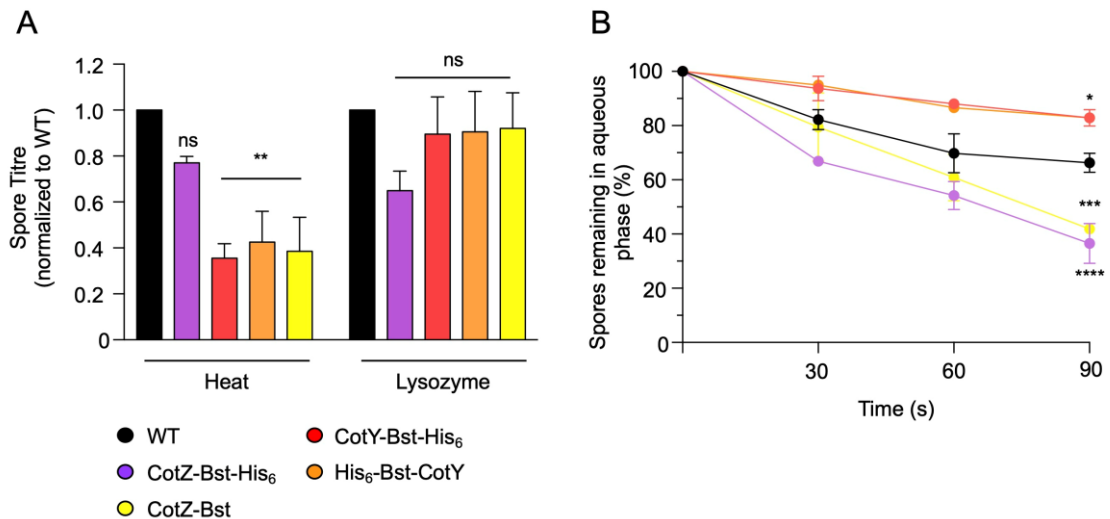 A
Spore Titre
(normalized to WT)
1.2
1.0
0.8
0.6
0.4
0.2
0
ns
**
ns
Heat
Lysozyme
WT
CotZ-Bst-His₆
CotZ-Bst
CotY-Bst-His₆
His₆-Bst-CotY
B
Spores remaining in aqueous
phase (%)
100
80
60
40
20
0
*
***
****
30 60 90
Time (s)